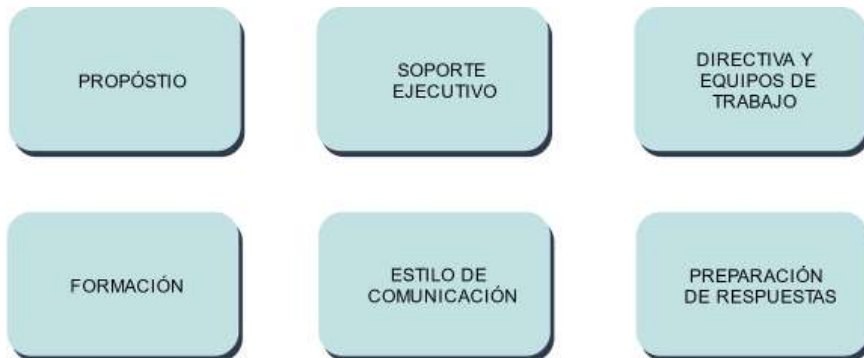 PROPÓSTIO
SOPORTE
EJECUTIVO
DIRECTIVA Y
EQUIPOS DE
TRABAJO
FORMACIÓN
ESTILO DE
COMUNICACIÓN
PREPARACIÓN
DE RESPUESTAS